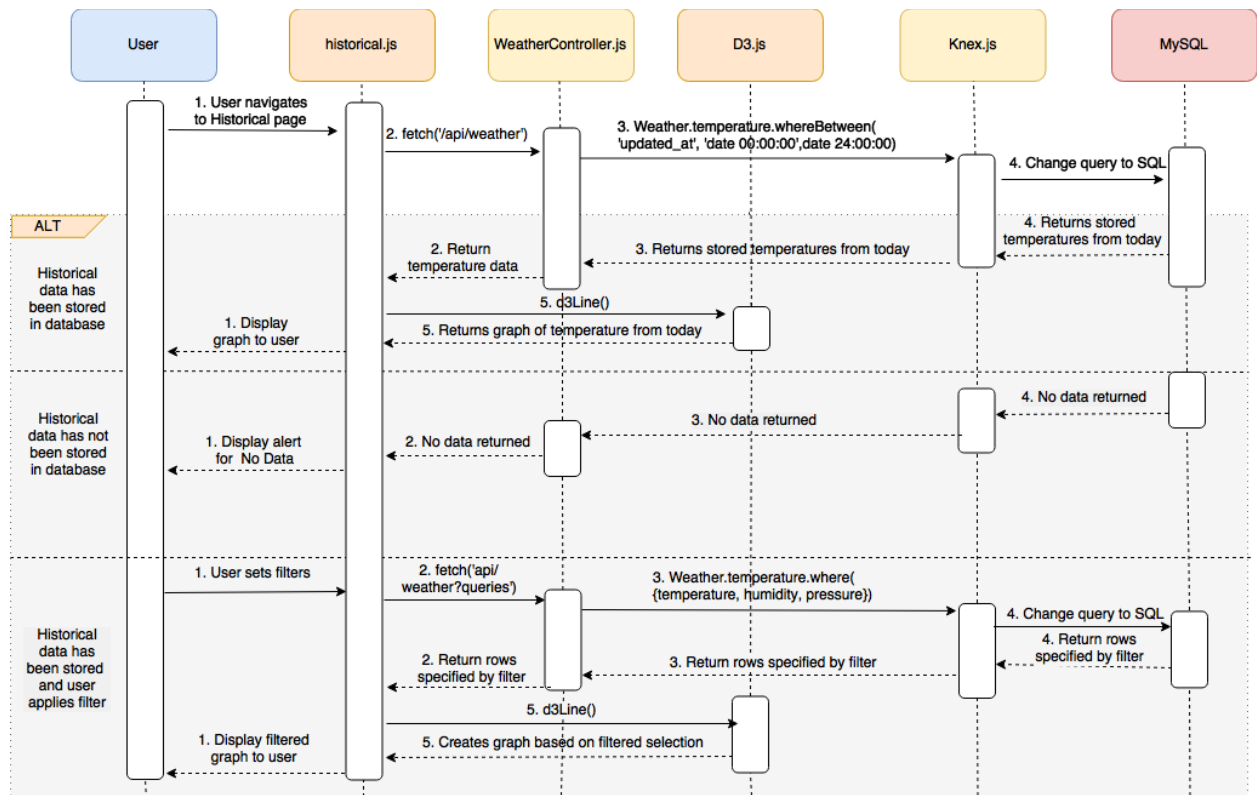 User
historical.js
WeatherController.js
D3.js
Knex.js
MySQL
1. User navigates
to Historical page
2. fetch('/api/weather')
3. Weather.temperature.whereBetween(
'updated_at', 'date 00:00:00',date 24:00:00)
4. Change query to SQL
ALT
Historical
data has
been stored
in database
4. Returns stored
temperatures from today
3. Returns stored temperatures from today
2. Return
temperature data
5. d3Line()
5. Returns graph of temperature from today
1. Display
graph to user
Historical
data has not
been stored
in database
4. No data returned
3. No data returned
2. No data returned
1. Display alert
for No Data
Historical
data has
been stored
and user
applies filter
1. User sets filters
2. fetch('api/
weather?queries')
3. Weather.temperature.where(
{temperature, humidity, pressure})
4. Change query to SQL
4. Return rows
specified by filter
3. Return rows specified by filter
2. Return rows
specified by filter
5. d3Line()
5. Creates graph based on filtered selection
1. Display filtered
graph to user